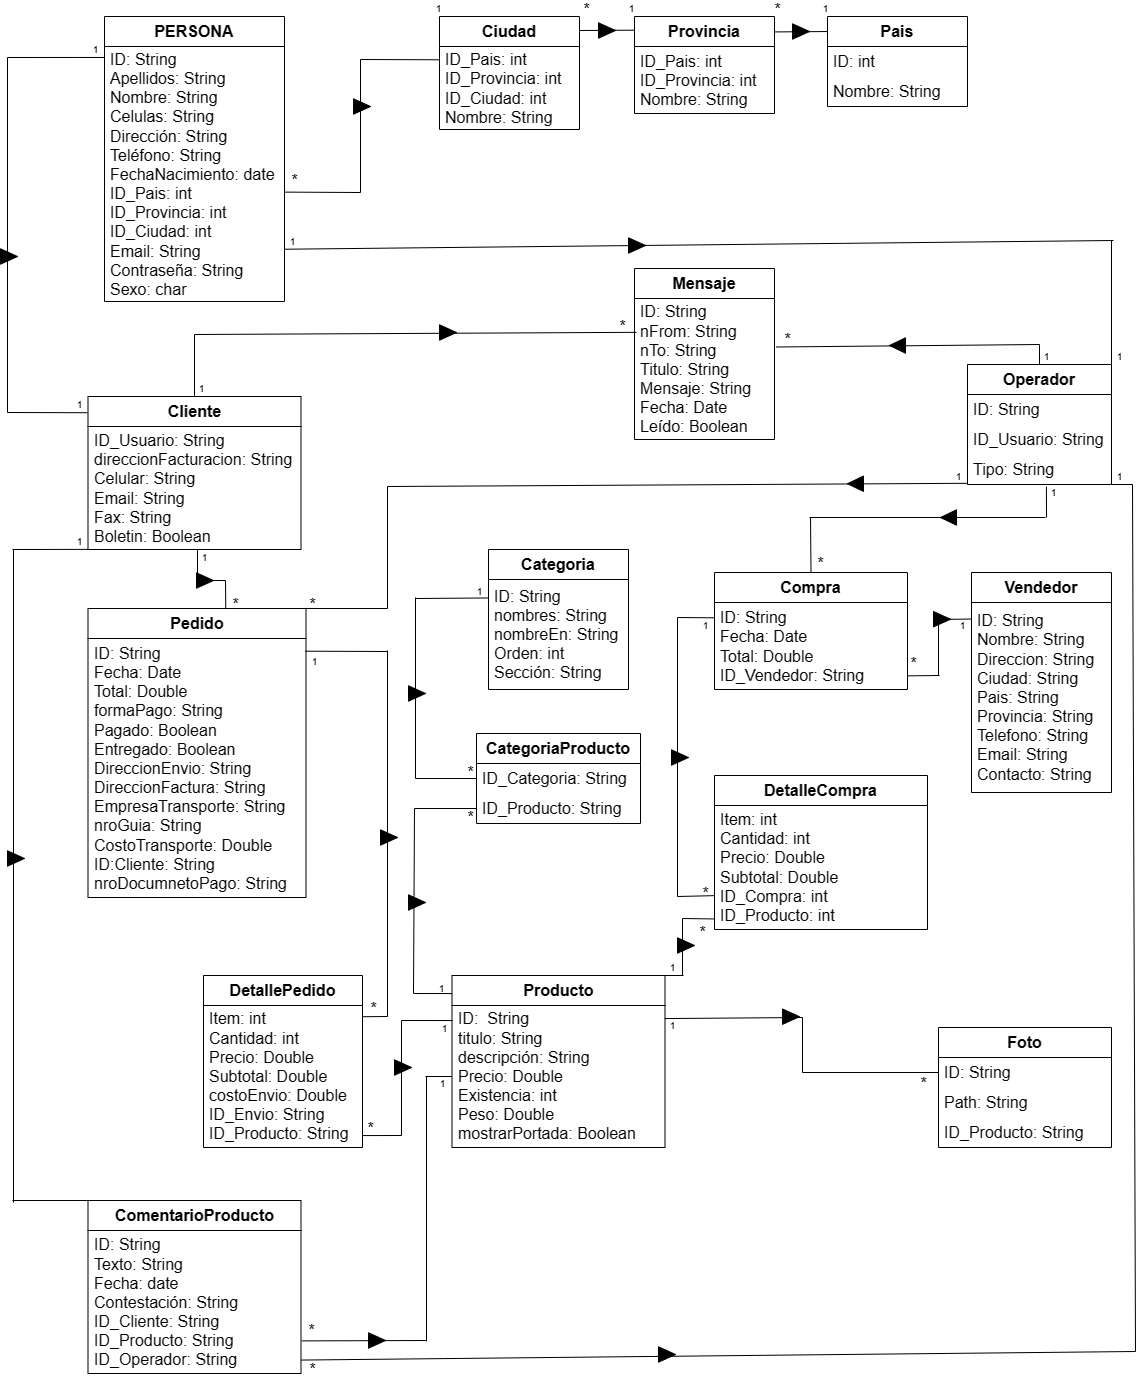 PERSONA
ID: String
Apellidos: String
Nombre: String
Celulas: String
Dirección: String
Teléfono: String
FechaNacimiento: date
ID_Pais: int
ID_Provincia: int
ID_Ciudad: int
Email: String
Contraseña: String
Sexo: char
1
*
1
1
Ciudad
ID_Pais: int
ID_Provincia: int
ID_Ciudad: int
Nombre: String
*
1
Provincia
ID_Pais: int
ID_Provincia: int
Nombre: String
*
1
Pais
ID: int
Nombre: String
Mensaje
ID: String
nFrom: String
nTo: String
Titulo: String
Mensaje: String
Fecha: Date
Leído: Boolean
*
*
1
1
Operador
ID: String
ID_Usuario: String
Tipo: String
1
1
1
1
1
Cliente
ID_Usuario: String
direccionFacturacion: String
Celular: String
Email: String
Fax: String
Boletin: Boolean
1
1
*
*
Pedido
ID: String
Fecha: Date
Total: Double
formaPago: String
Pagado: Boolean
Entregado: Boolean
DireccionEnvio: String
DireccionFactura: String
EmpresaTransporte: String
nroGuia: String
CostoTransporte: Double
ID:Cliente: String
nroDocumnetoPago: String
1
Categoria
ID: String
nombres: String
nombreEn: String
Orden: int
Sección: String
1
*
Compra
ID: String
Fecha: Date
Total: Double
ID_Vendedor: String
1
*
1
Vendedor
ID: String
Nombre: String
Direccion: String
Ciudad: String
Pais: String
Provincia: String
Telefono: String
Email: String
Contacto: String
CategoriaProducto
ID_Categoria: String
ID_Producto: String
*
*
DetalleCompra
Item: int
Cantidad: int
Precio: Double
Subtotal: Double
ID_Compra: int
ID_Producto: int
*
*
DetallePedido
Item: int
Cantidad: int
Precio: Double
Subtotal: Double
costoEnvio: Double
ID_Envio: String
ID_Producto: String
*
*
1
1
1
1
1
Producto
ID: String
titulo: String
descripción: String
Precio: Double
Existencia: int
Peso: Double
mostrarPortada: Boolean
*
Foto
ID: String
Path: String
ID_Producto: String
ComentarioProducto
ID: String
Texto: String
Fecha: date
Contestación: String
ID_Cliente: String
ID_Producto: String
ID_Operador: String
*
*